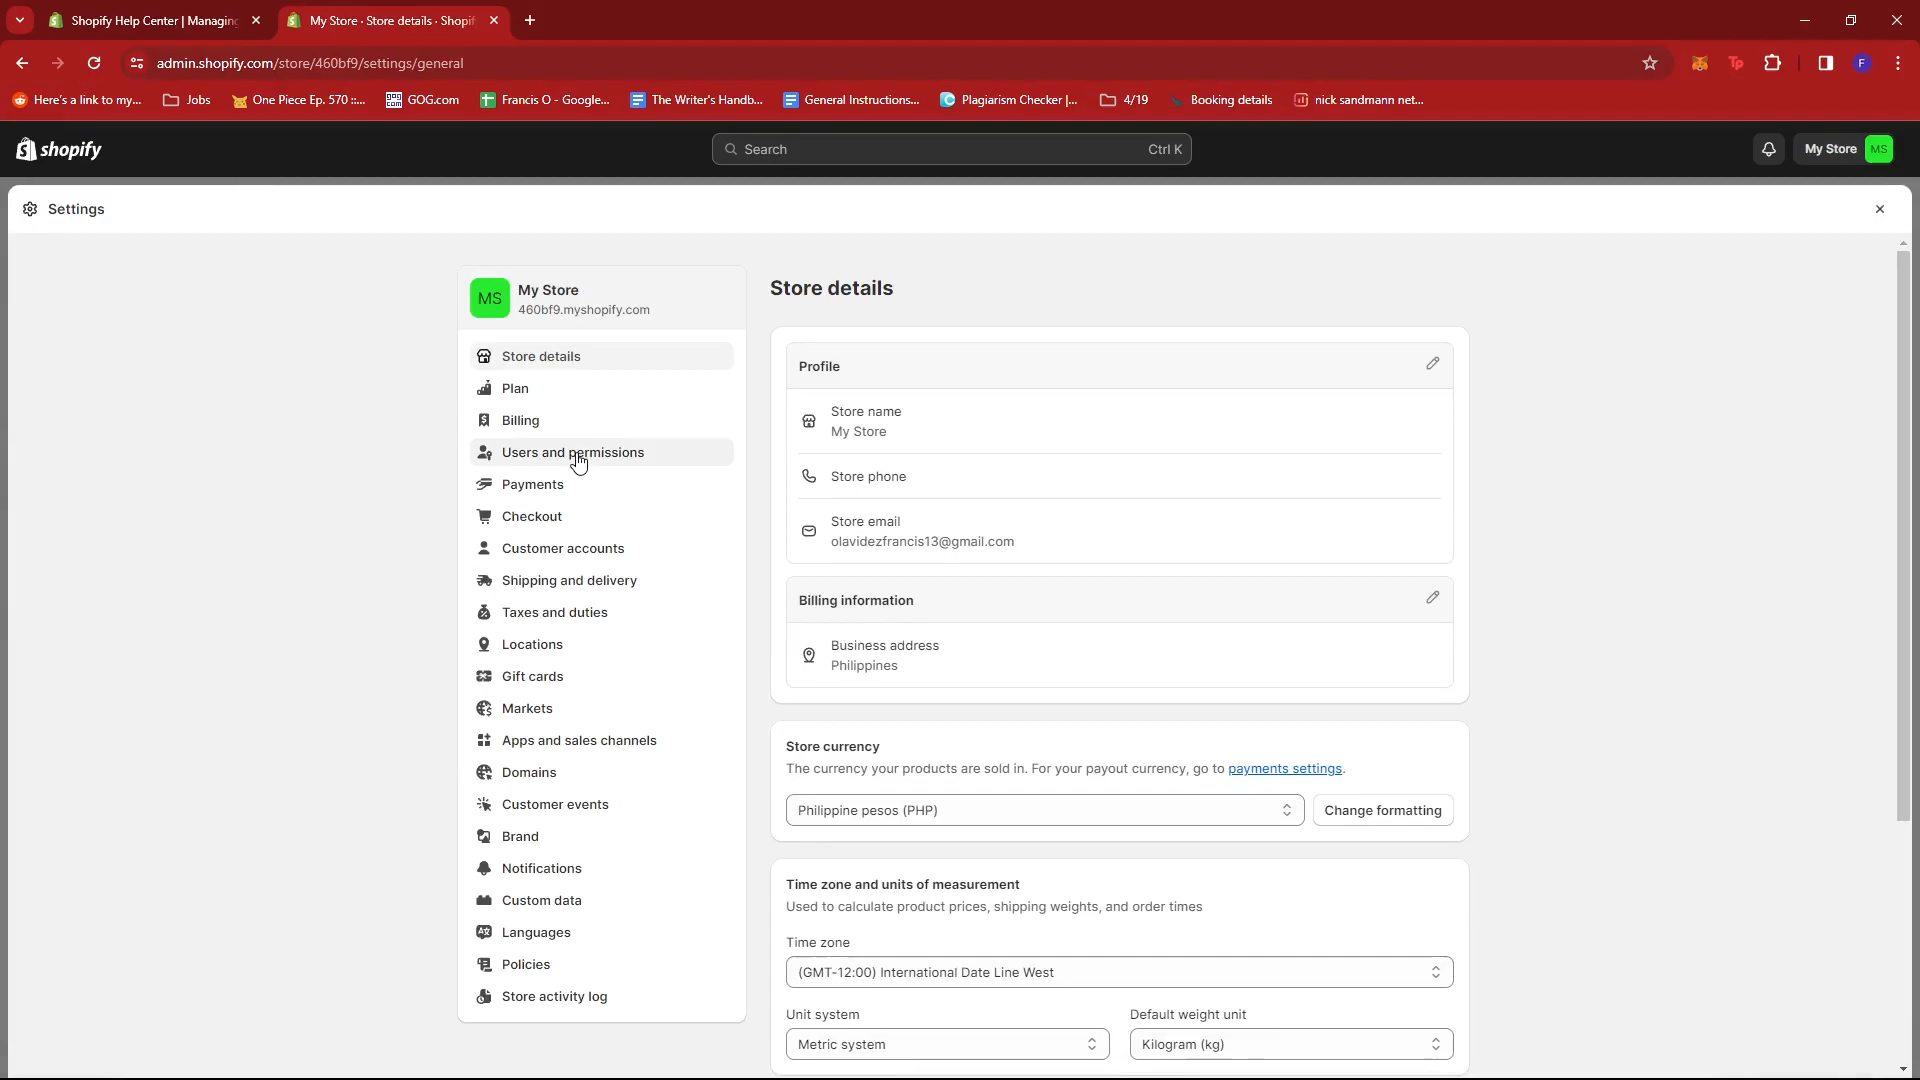 Shopify Help Center | Managing
My Store · Store details · Shopif
admin.shopify.com/store/460bf9/settings/general
Here's a link to my...
Jobs
One Piece Ep. 570 ::...
GOG.com
Francis O - Google...
The Writer's Handb...
General Instructions...
Plagiarism Checker |...
4/19
Booking details
nick sandmann net...
shopify
Search
Ctrl K
My Store
MS
Settings
MS
My Store
460bf9.myshopify.com
Store details
Plan
Billing
Users and permissions
Payments
Checkout
Customer accounts
Shipping and delivery
Taxes and duties
Locations
Gift cards
Markets
Apps and sales channels
Domains
Customer events
Brand
Notifications
Custom data
Languages
Policies
Store activity log
Store details
Profile
Store name
My Store
Store phone
Store email
olavidezfrancis13@gmail.com
Billing information
Business address
Philippines
Store currency
The currency your products are sold in. For your payout currency, go to payments settings.
Philippine pesos (PHP)
Change formatting
Time zone and units of measurement
Used to calculate product prices, shipping weights, and order times
Time zone
(GMT-12:00) International Date Line West
Unit system
Default weight unit
Metric system
Kilogram (kg)